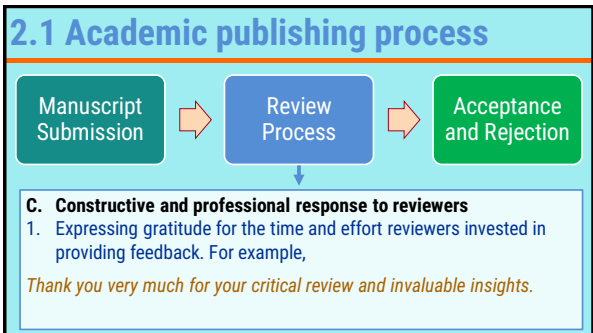 2.1 Academic publishing process
Manuscript
Submission
Review
Process
Acceptance
and Rejection
C. Constructive and professional response to reviewers
1. Expressing gratitude for the time and effort reviewers invested in
providing feedback. For example,
Thank you very much for your critical review and invaluable insights.